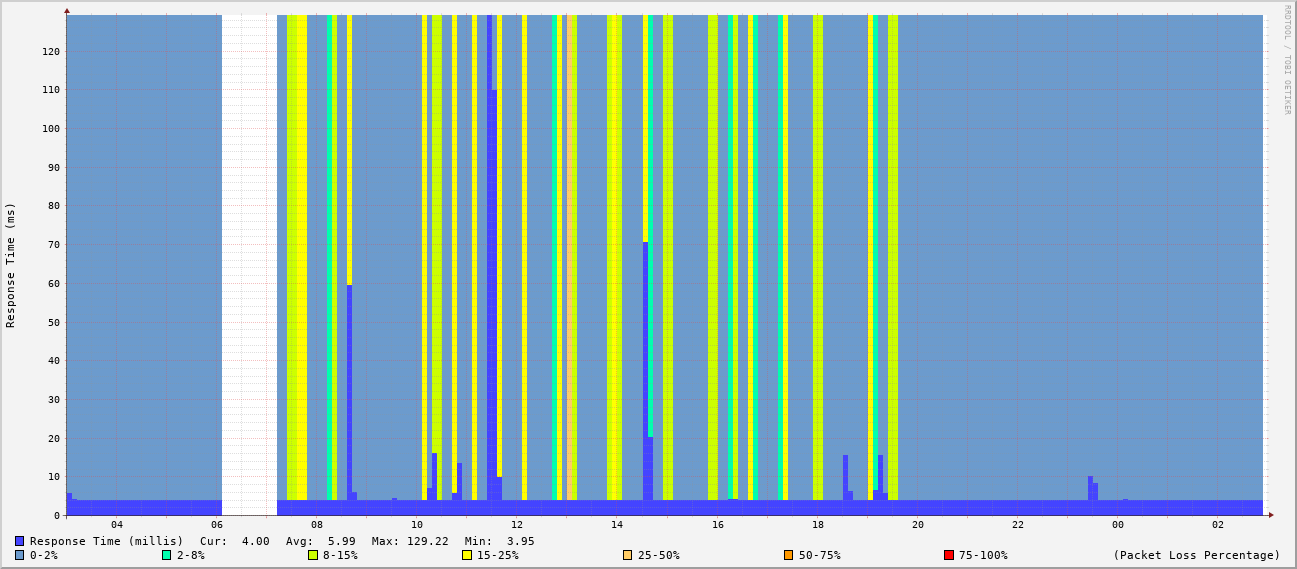 RRDTOOL / TOBI OETIKER
Response Time (ms)
120
110
100
90
80
70
60
50
40
30
20
10
0
04 06 08 10 12 14 16 18 20 22 00 02
Response Time (millis) Cur: 4.00 Avg: 5.99 Max: 129.22 Min: 3.95
0-2% 2-8% 8-15% 15-25% 25-50% 50-75% 75-100% (Packet Loss Percentage)